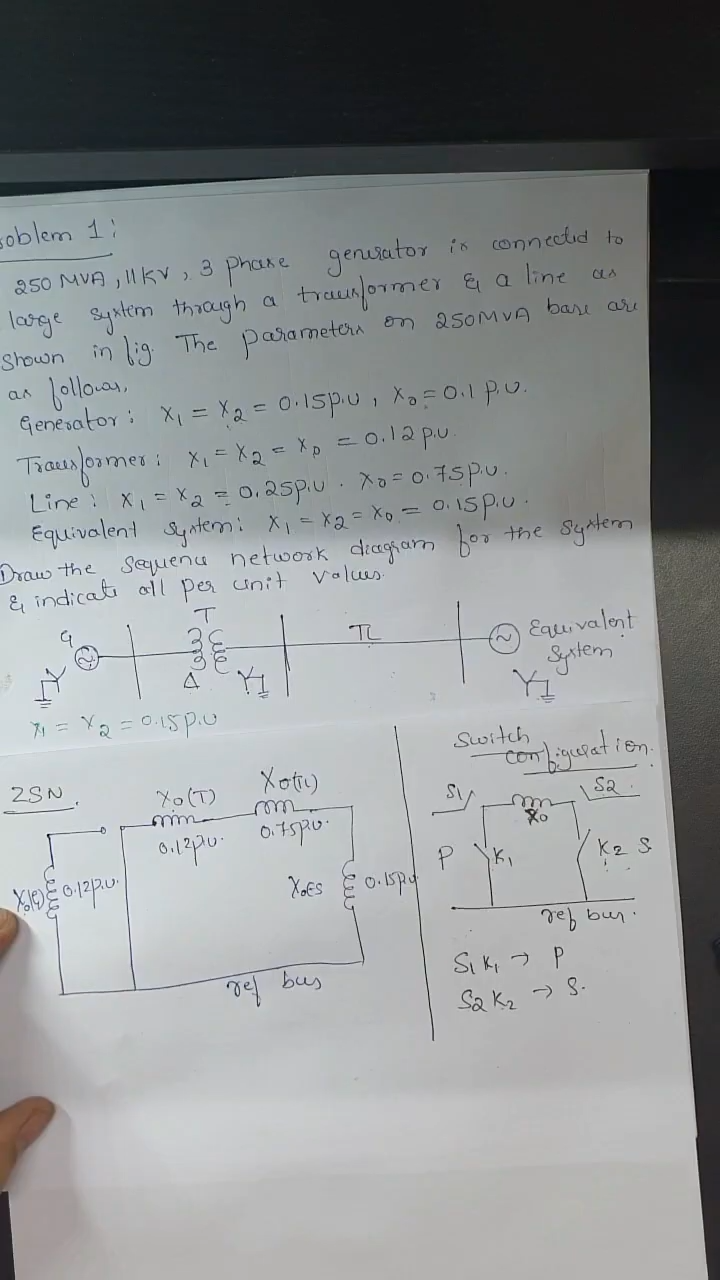 oblem 1:
250 MVA, 11KV, 3 phase generator is connected to
large system through a transformer & a line as
shown in fig. The parameters on 250MVA base are
as follows,
Generator: X1 = X2 = 0.15p.u, X0 = 0.1 p.u.
Transformer: X1 = X2 = X0 = 0.12 p.u
Line: X1 = X2 = 0.25p.u. X0 = 0.75 p.u.
Equivalent system: X1 = X2 = X0 = 0.15 p.u.
Draw the sequence network diagram for the system
& indicate all per unit values.
G
T
TL
Equivalent
system
Δ
X1 = X2 = 0.15 p.u
ZSN.
X0(T)
0.12pu.
X0(TL)
0.75p.u.
X0(G)
0.12p.u.
X0ES
0.15pu
ref bus
Switch
configuration.
S1
X0
S2.
P
K1
K2
S
ref bus.
S1 K1 → P
S2 K2 → S.